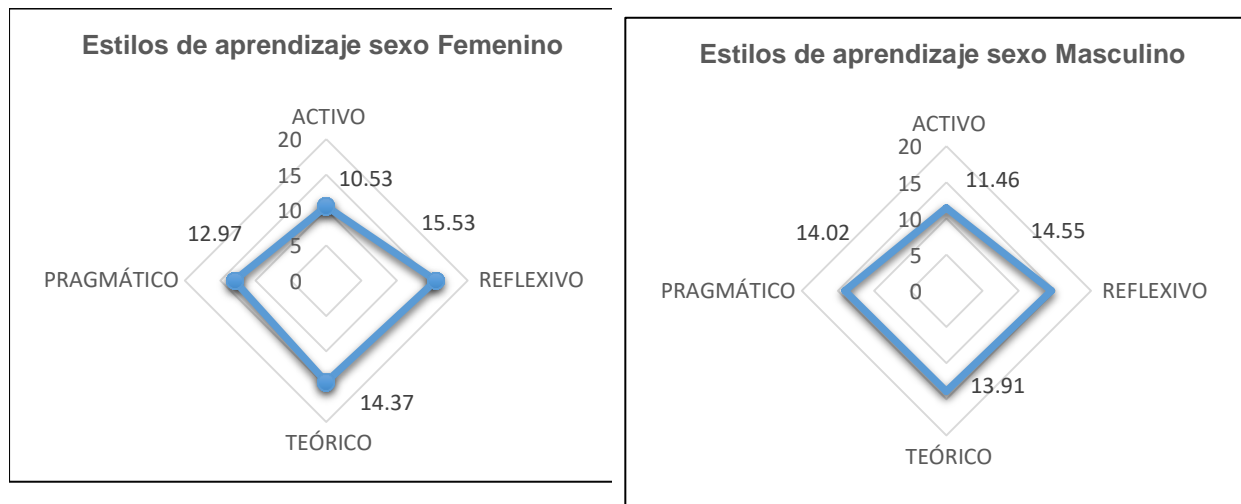 Estilos de aprendizaje sexo Femenino
ACTIVO
20
15
10
5
0
10.53
15.53
12.97
14.37
PRAGMÁTICO
REFLEXIVO
TEÓRICO
Estilos de aprendizaje sexo Masculino
ACTIVO
20
15
10
5
0
11.46
14.55
14.02
13.91
PRAGMÁTICO
REFLEXIVO
TEÓRICO